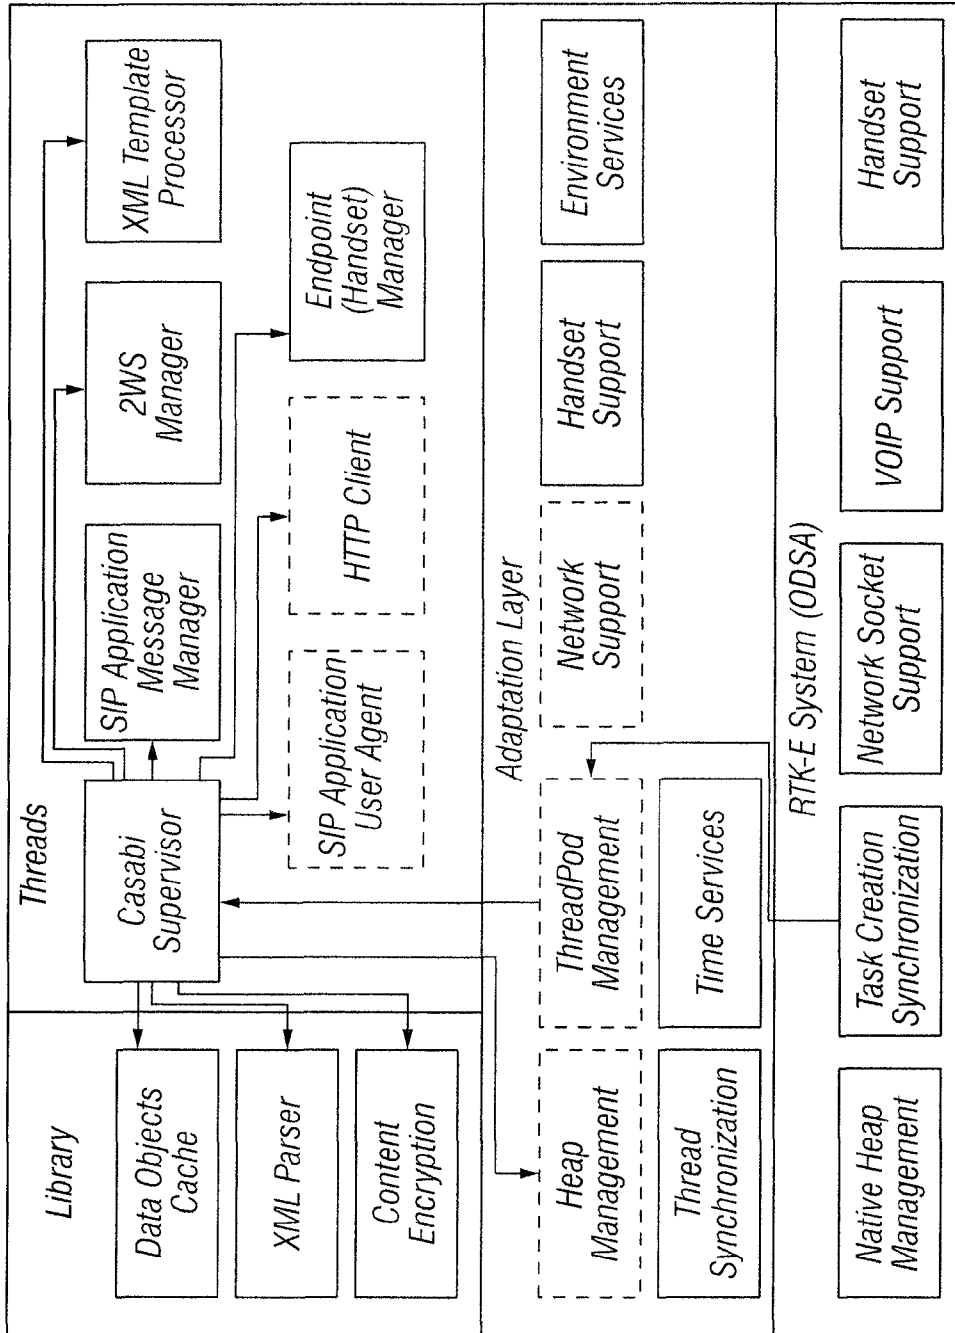 Library
Data Objects
Cache
XML Parser
Content
Encryption
Threads
Casabi
Supervisor
SIP Application
Message
Manager
2WS
Manager
XML Template
Processor
SIP Application
User Agent
HTTP Client
Endpoint
(Handset)
Manager
Adaptation Layer
Heap
Management
ThreadPod
Management
Network
Support
Handset
Support
Environment
Services
Thread
Synchronization
Time Services
RTK-E System (ODSA)
Native Heap
Management
Task Creation
Synchronization
Network Socket
Support
VOIP Support
Handset
Support